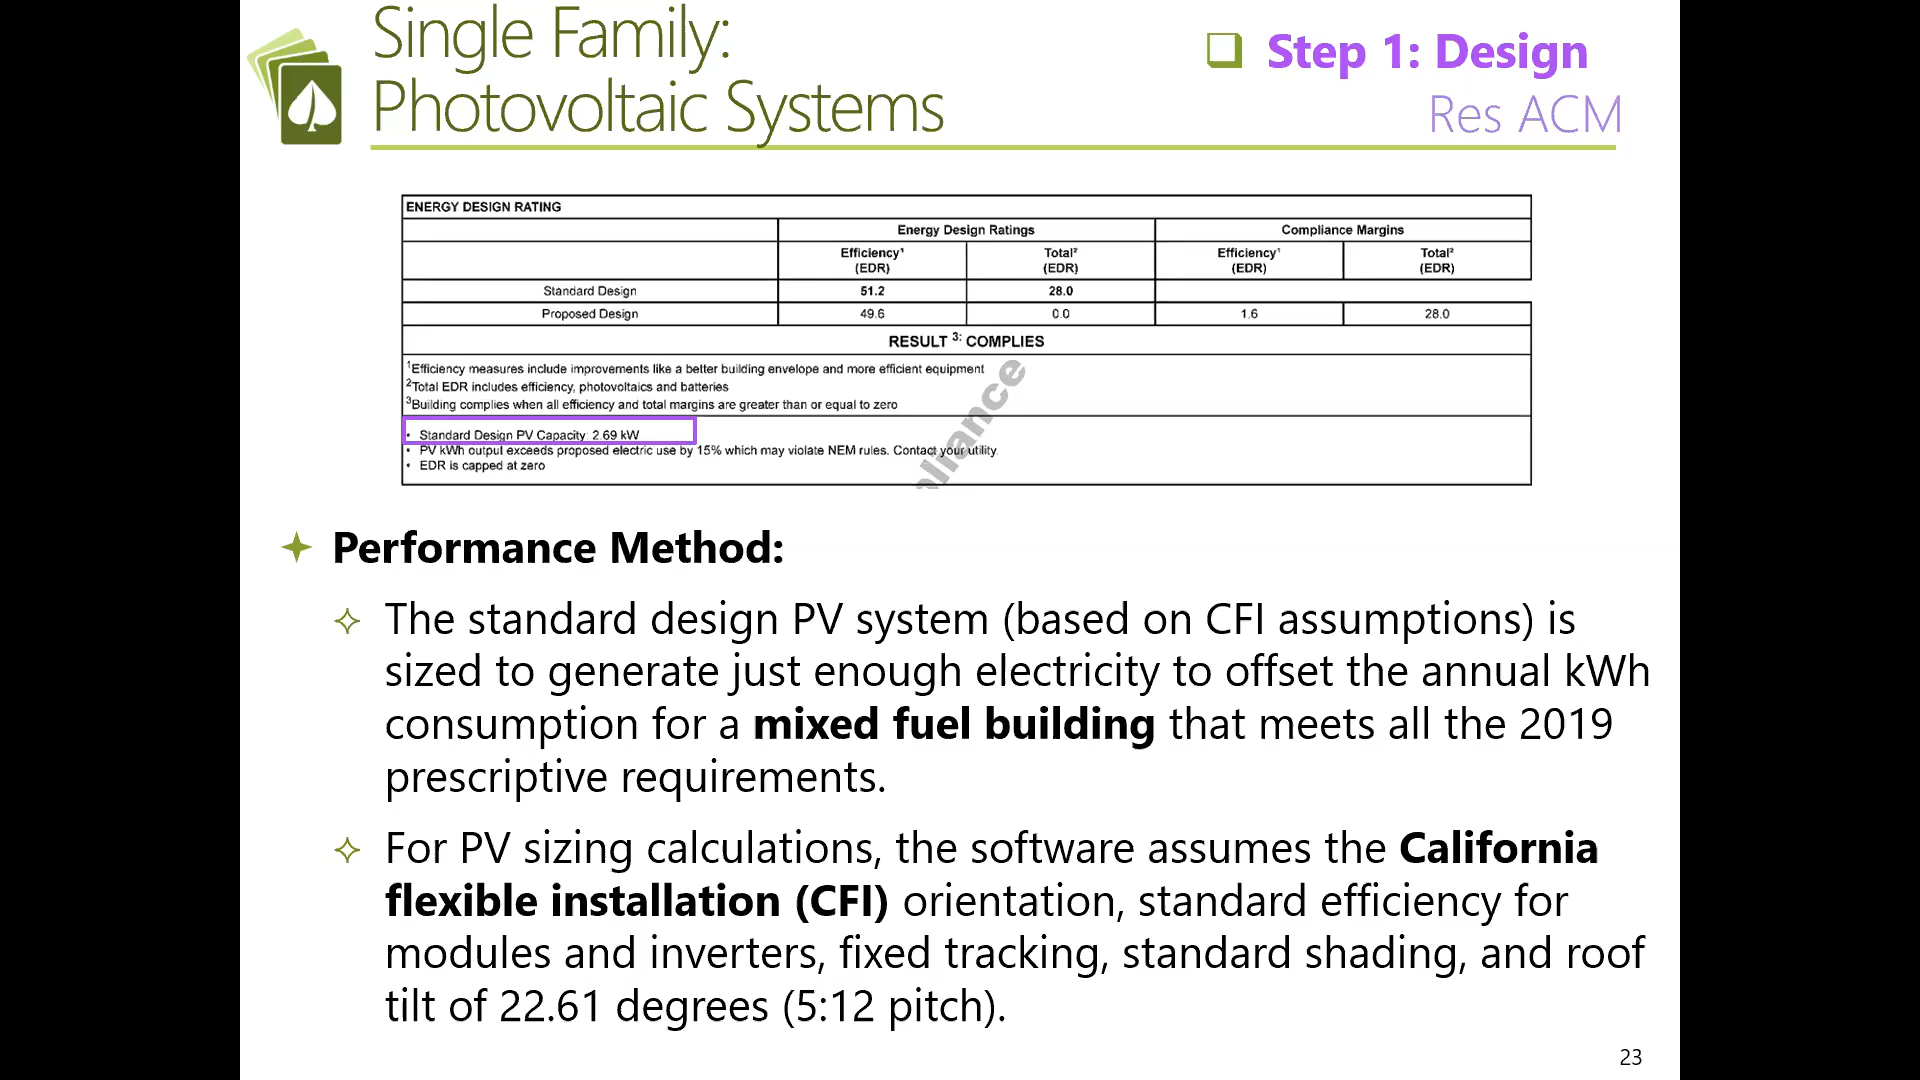 Single Family:
Photovoltaic Systems
Step 1: Design
Res ACM
ENERGY DESIGN RATING
Energy Design Ratings Compliance Margins
Efficiency¹ (EDR) Total² (EDR) Efficiency¹ (EDR) Total² (EDR)
Standard Design 51.2 28.0
Proposed Design 49.6 0.0 1.6 28.0
RESULT ³: COMPLIES
¹Efficiency measures include improvements like a better building envelope and more efficient equipment
²Total EDR includes efficiency, photovoltaics and batteries
³Building complies when all efficiency and total margins are greater than or equal to zero
• Standard Design PV Capacity: 2.69 kW
• PV kWh output exceeds proposed electric use by 15% which may violate NEM rules. Contact your utility.
• EDR is capped at zero
Performance Method:
The standard design PV system (based on CFI assumptions) is
sized to generate just enough electricity to offset the annual kWh
consumption for a mixed fuel building that meets all the 2019
prescriptive requirements.
For PV sizing calculations, the software assumes the California
flexible installation (CFI) orientation, standard efficiency for
modules and inverters, fixed tracking, standard shading, and roof
tilt of 22.61 degrees (5:12 pitch).
23